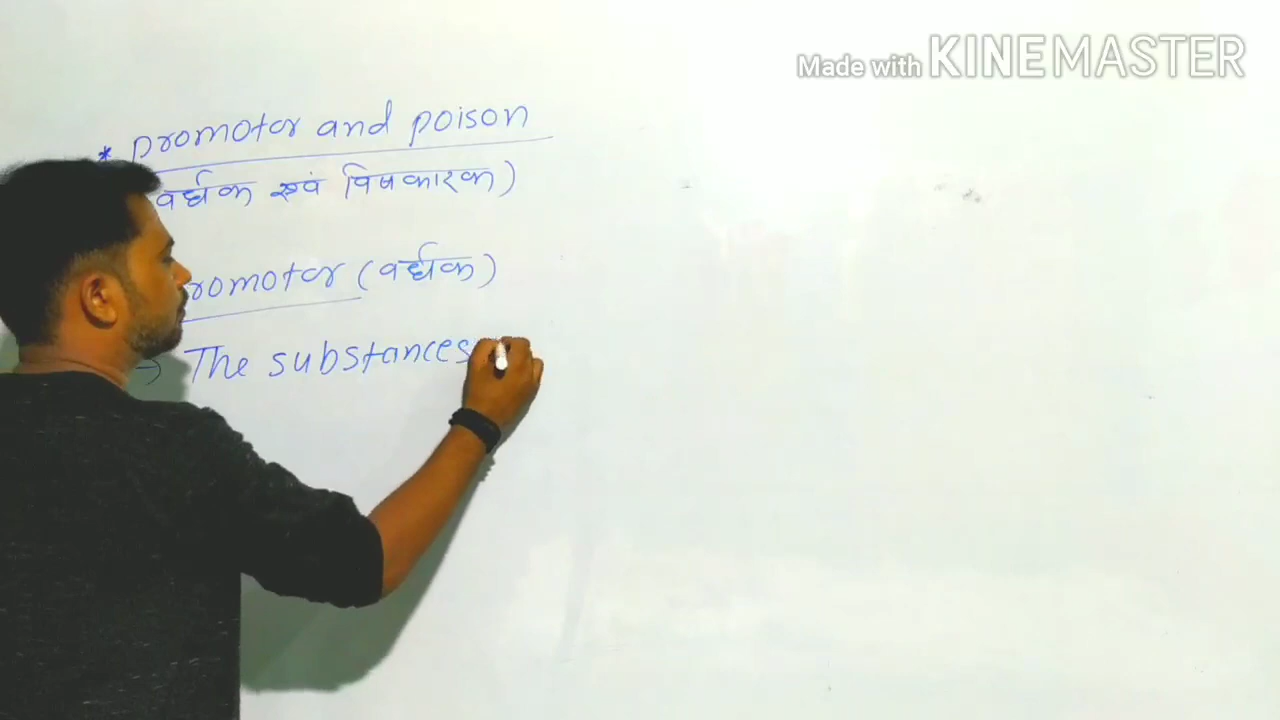 Made with KINEMASTER
* promotor and poison
वर्धक एवं विषकारक)
romotor (वर्धक)
→ The substances